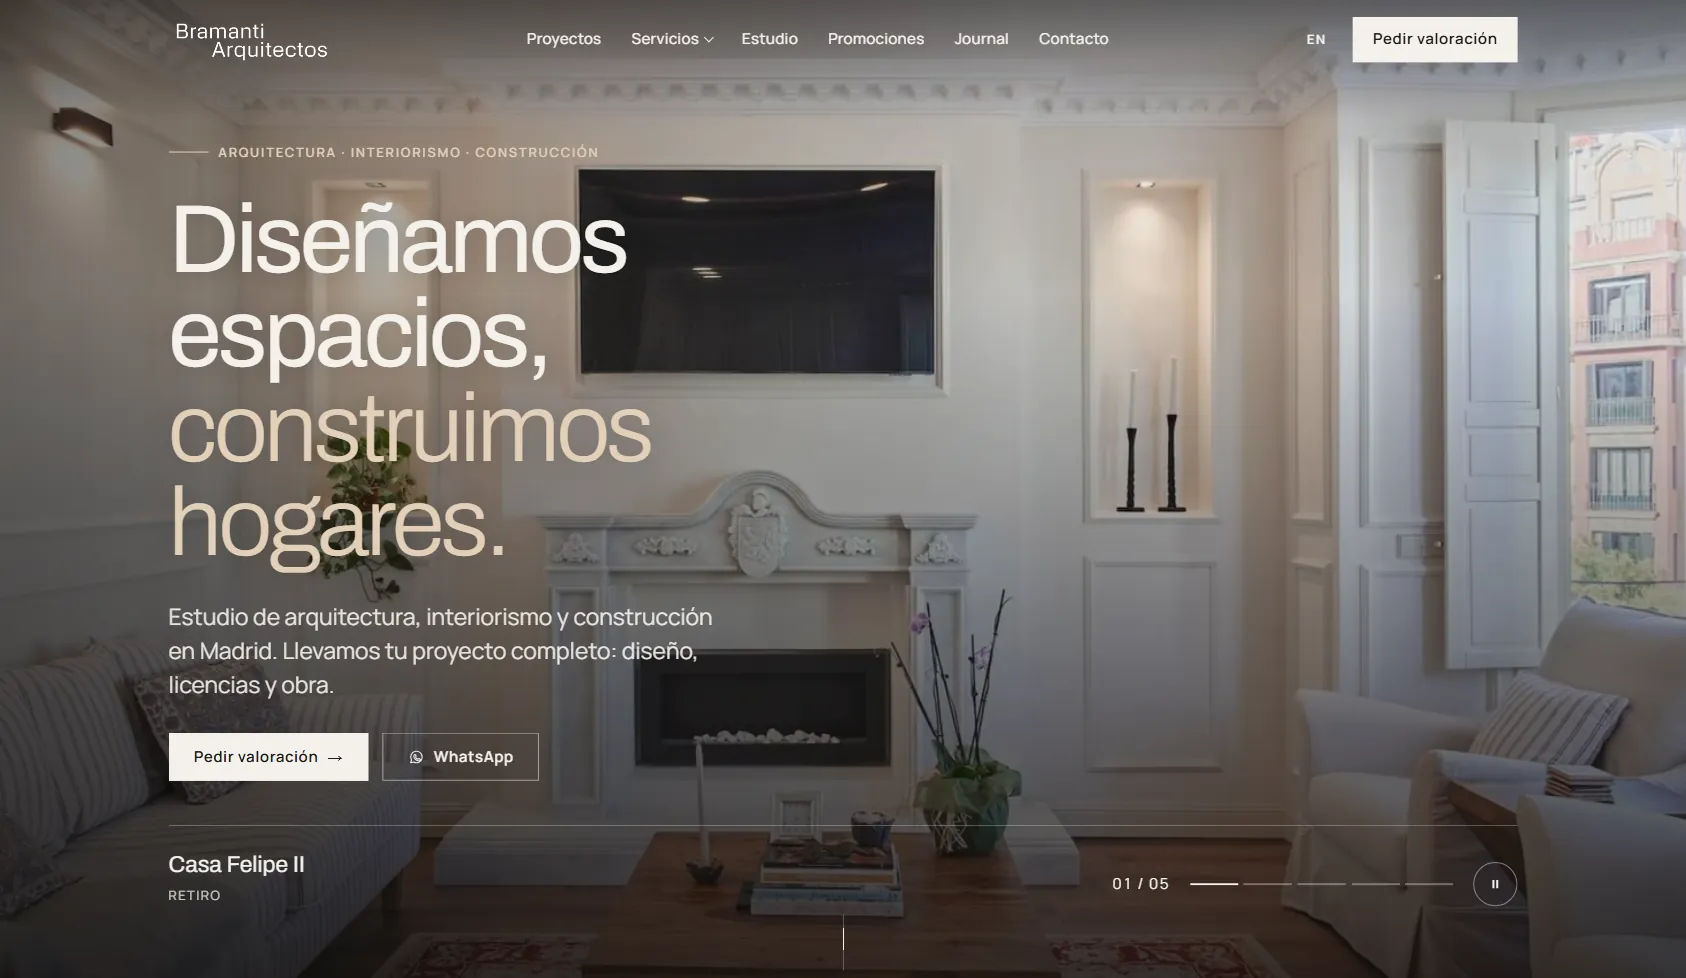 Bramanti
Arquitectos
Proyectos
Servicios
Estudio
Promociones
Journal
Contacto
EN
Pedir valoración
ARQUITECTURA · INTERIORISMO · CONSTRUCCIÓN
Diseñamos
espacios,
construimos
hogares.
Estudio de arquitectura, interiorismo y construcción
en Madrid. Llevamos tu proyecto completo: diseño,
licencias y obra.
Pedir valoración →
WhatsApp
Casa Felipe II
RETIRO
01 / 05